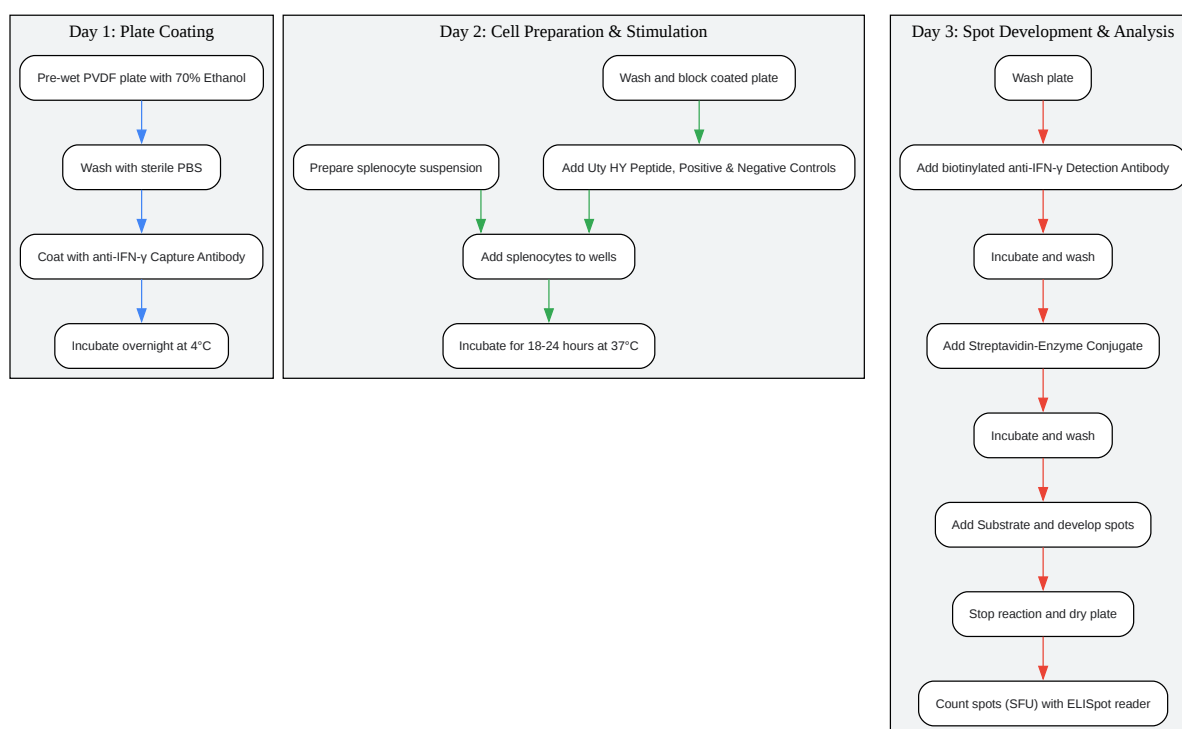 Day 1: Plate Coating
Pre-wet PVDF plate with 70% Ethanol
Wash with sterile PBS
Coat with anti-IFN-γ Capture Antibody
Incubate overnight at 4°C
Day 2: Cell Preparation & Stimulation
Wash and block coated plate
Prepare splenocyte suspension
Add Uty HY Peptide, Positive & Negative Controls
Add splenocytes to wells
Incubate for 18-24 hours at 37°C
Day 3: Spot Development & Analysis
Wash plate
Add biotinylated anti-IFN-γ Detection Antibody
Incubate and wash
Add Streptavidin-Enzyme Conjugate
Incubate and wash
Add Substrate and develop spots
Stop reaction and dry plate
Count spots (SFU) with ELISpot reader